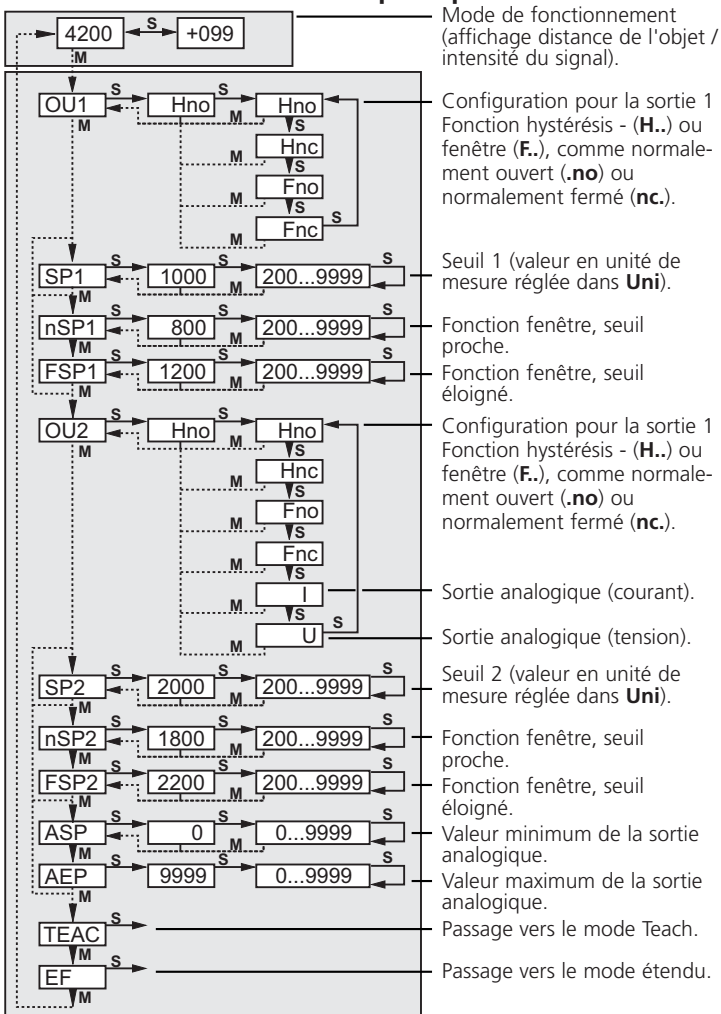 4200 S +099
M
Mode de fonctionnement
(affichage distance de l'objet /
intensité du signal).
OU1 S Hno S Hno
M M S
M Hnc
S
M Fno
S
M Fnc S
Configuration pour la sortie 1
Fonction hystérésis - (H..) ou
fenêtre (F..), comme normale-
ment ouvert (.no) ou
normalement fermé (nc.).
SP1 S 1000 S 200...9999 S
M M
Seuil 1 (valeur en unité de
mesure réglée dans Uni).
nSP1 S 800 S 200...9999 S
M M
Fonction fenêtre, seuil
proche.
FSP1 S 1200 S 200...9999 S
M M
Fonction fenêtre, seuil
éloigné.
OU2 S Hno S Hno
M M S
M Hnc
S
M Fno
S
M Fnc
S
M I
S
M U S
Configuration pour la sortie 1
Fonction hystérésis - (H..) ou
fenêtre (F..), comme normale-
ment ouvert (.no) ou
normalement fermé (nc.).
Sortie analogique (courant).
Sortie analogique (tension).
SP2 S 2000 S 200...9999 S
M M
Seuil 2 (valeur en unité de
mesure réglée dans Uni).
nSP2 S 1800 S 200...9999 S
M M
Fonction fenêtre, seuil
proche.
FSP2 S 2200 S 200...9999 S
M M
Fonction fenêtre, seuil
éloigné.
ASP S 0 S 0...9999 S
M M
Valeur minimum de la sortie
analogique.
AEP S 9999 S 0...9999 S
M
Valeur maximum de la sortie
analogique.
TEAC S
M
Passage vers le mode Teach.
EF S
M
Passage vers le mode étendu.